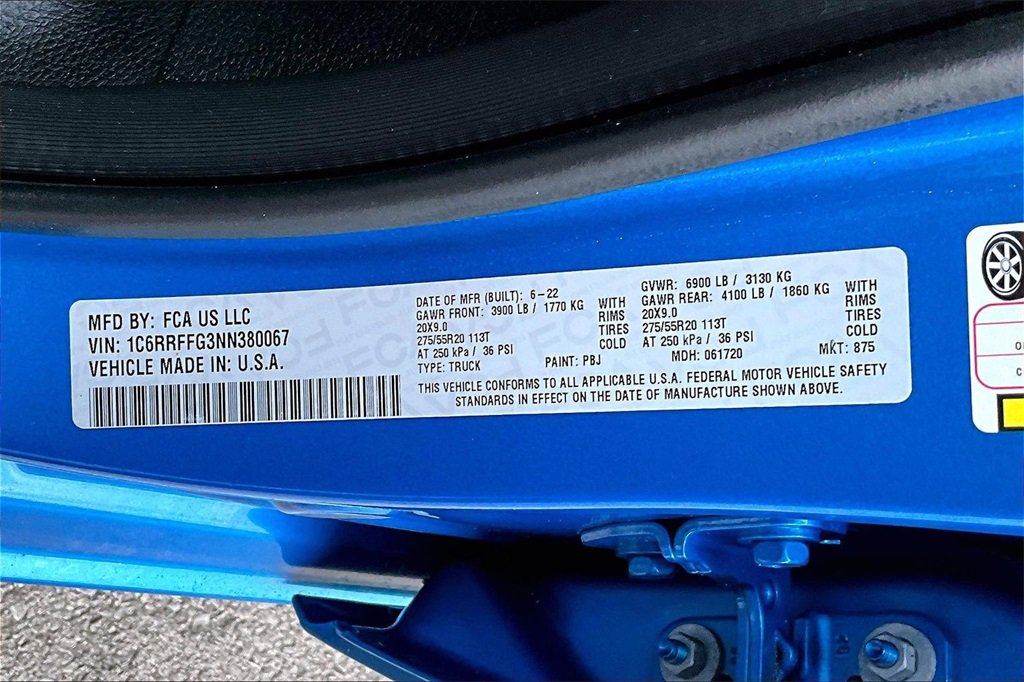 MFD BY: FCA US LLC
VIN: 1C6RRFFG3NN380067
VEHICLE MADE IN: U.S.A.
DATE OF MFR (BUILT): 6-22
GAWR FRONT: 3900 LB / 1770 KG WITH
20X9.0 RIMS
275/55R20 113T TIRES
AT 250 kPa / 36 PSI COLD
TYPE: TRUCK PAINT: PBJ
GVWR: 6900 LB / 3130 KG
GAWR REAR: 4100 LB / 1860 KG WITH
20X9.0 RIMS
275/55R20 113T TIRES
AT 250 kPa / 36 PSI COLD
MDH: 061720 MKT: 875
THIS VEHICLE CONFORMS TO ALL APPLICABLE U.S.A. FEDERAL MOTOR VEHICLE SAFETY
STANDARDS IN EFFECT ON THE DATE OF MANUFACTURE SHOWN ABOVE.